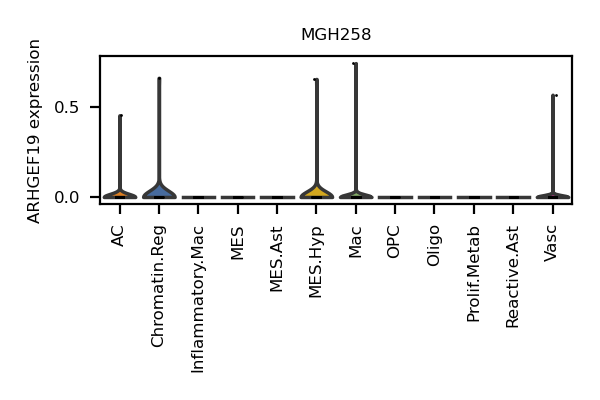 MGH258
ARHGEF19 expression
0.5
0.0
AC
Chromatin.Reg
Inflammatory.Mac
MES
MES.Ast
MES.Hyp
Mac
OPC
Oligo
Prolif.Metab
Reactive.Ast
Vasc